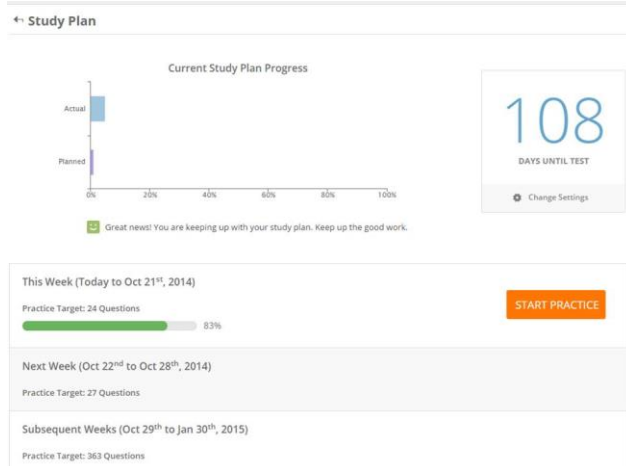 Study Plan
Current Study Plan Progress
Actual
Planned
0% 20% 40% 60% 80% 100%
Great news! You are keeping up with your study plan. Keep up the good work.
108
DAYS UNTIL TEST
Change Settings
This Week (Today to Oct 21st, 2014)
Practice Target: 24 Questions
83%
START PRACTICE
Next Week (Oct 22nd to Oct 28th, 2014)
Practice Target: 27 Questions
Subsequent Weeks (Oct 29th to Jan 30th, 2015)
Practice Target: 363 Questions